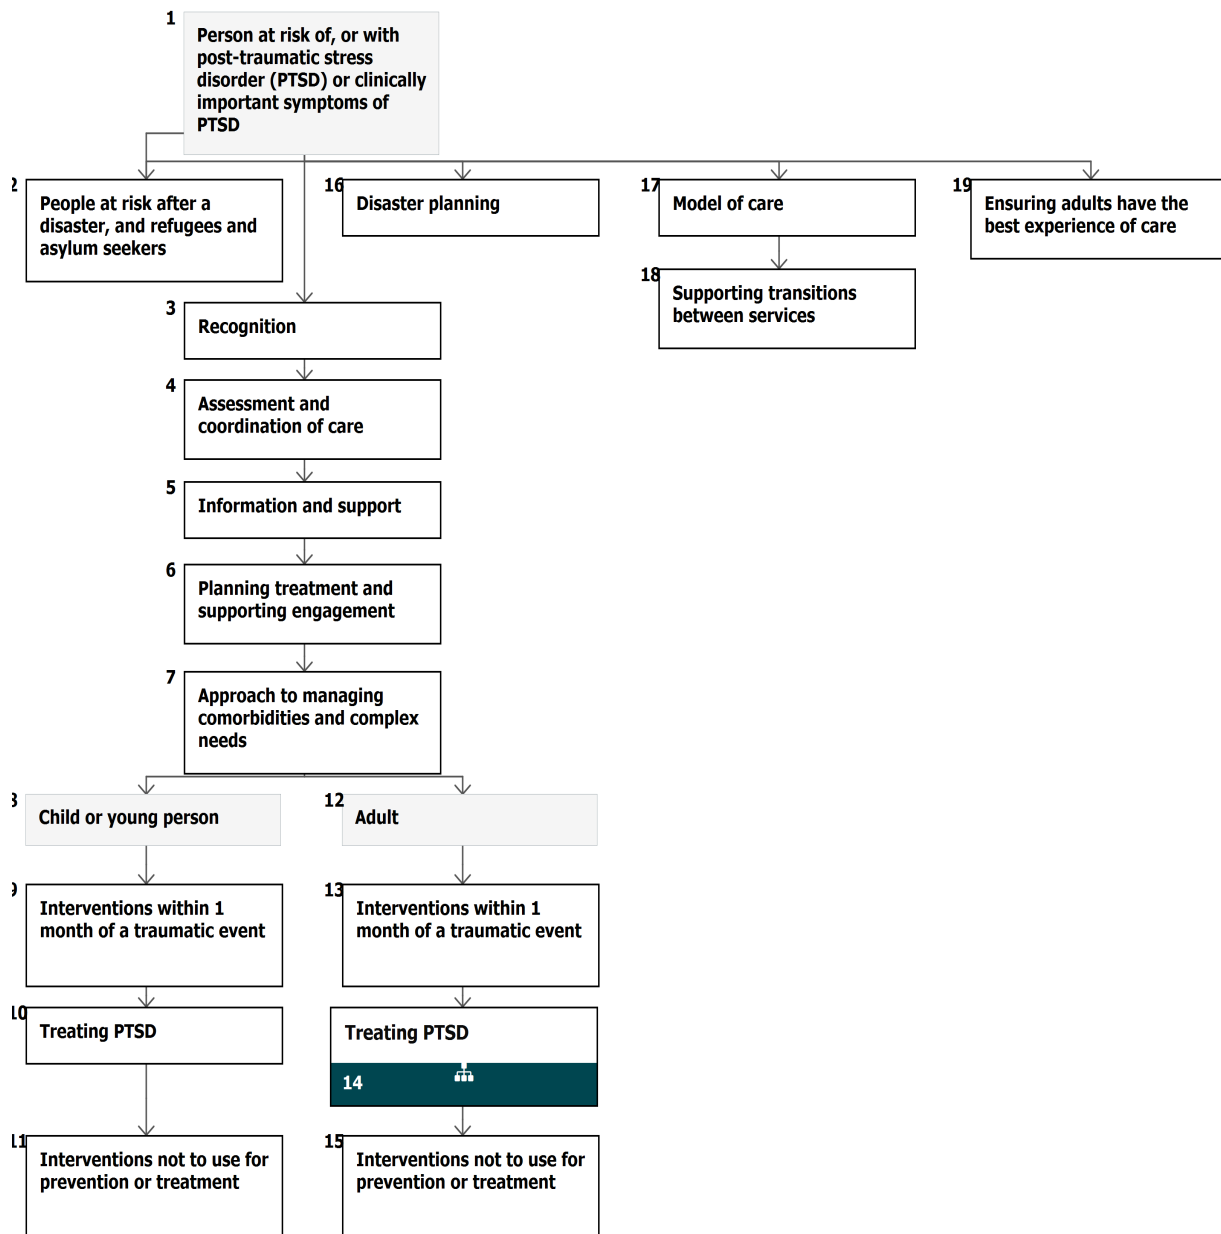 1
Person at risk of, or with
post-traumatic stress
disorder (PTSD) or clinically
important symptoms of
PTSD
2
People at risk after a
disaster, and refugees and
asylum seekers
16
Disaster planning
17
Model of care
19
Ensuring adults have the
best experience of care
18
Supporting transitions
between services
3
Recognition
4
Assessment and
coordination of care
5
Information and support
6
Planning treatment and
supporting engagement
7
Approach to managing
comorbidities and complex
needs
8
Child or young person
12
Adult
9
Interventions within 1
month of a traumatic event
13
Interventions within 1
month of a traumatic event
10
Treating PTSD
Treating PTSD
14
11
Interventions not to use for
prevention or treatment
15
Interventions not to use for
prevention or treatment